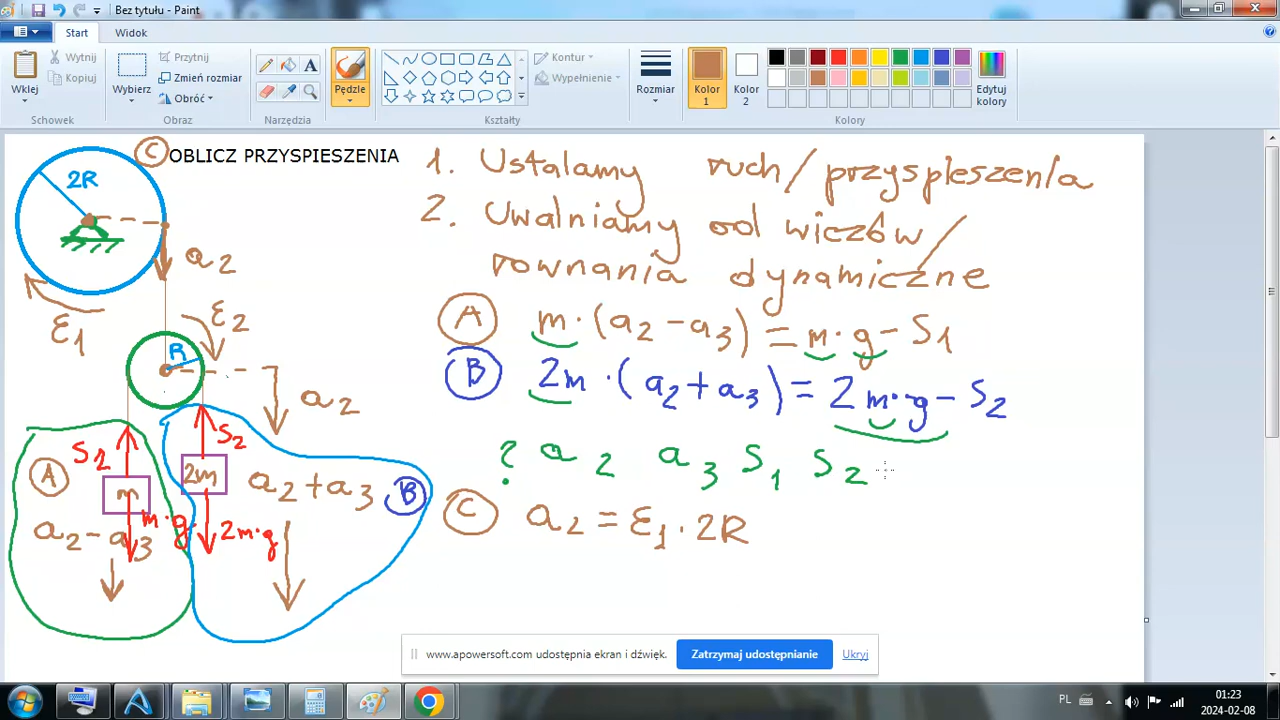 Bez tytułu - Paint
Start
Widok
Wklej
Wytnij
Kopiuj
Schowek
Wybierz
Przytnij
Zmień rozmiar
Obróć
Obraz
Narzędzia
Pędzle
Kontur
Wypełnienie
Kształty
Rozmiar
Kolor
1
Kolor
2
Edytuj
kolory
Kolory
C OBLICZ PRZYSPIESZENIA
2R
a2
ε1
ε2
R
a2
S1
S2
A
m
2m
a2+a3
B
m·g
2m·g
a2-a3
1. Ustalamy ruch/przyspieszenia
2. Uwalniamy od wiezów/
rownania dynamiczne
A m·(a2-a3)=m·g-S1
B 2m·(a2+a3)=2m·g-S2
? a2 a3 S1 S2
C a2=ε1·2R
www.apowersoft.com udostępnia ekran i dźwięk.
Zatrzymaj udostępnianie
Ukryj
PL
01:23
2024-02-08